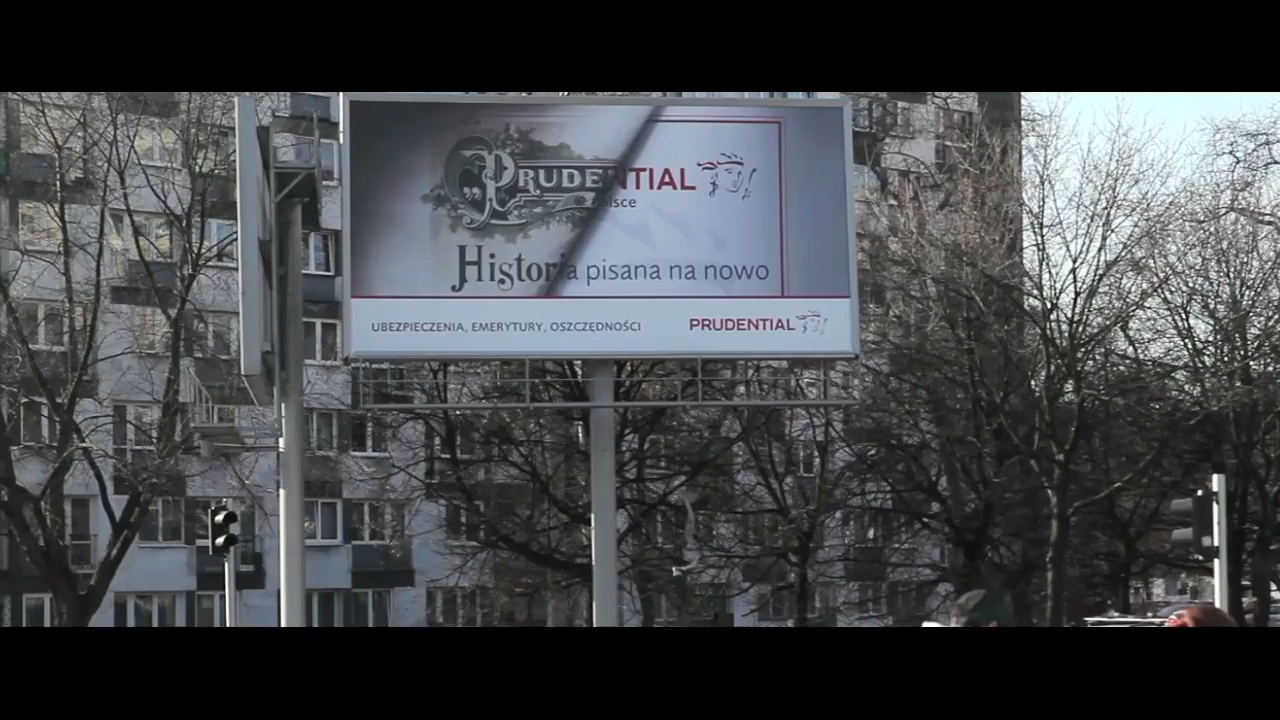 „PRUDENTIAL
Historia pisana na nowo
UBEZPIECZENIA, EMERYTURY, OSZCZĘDNOŚCI
PRUDENTIAL